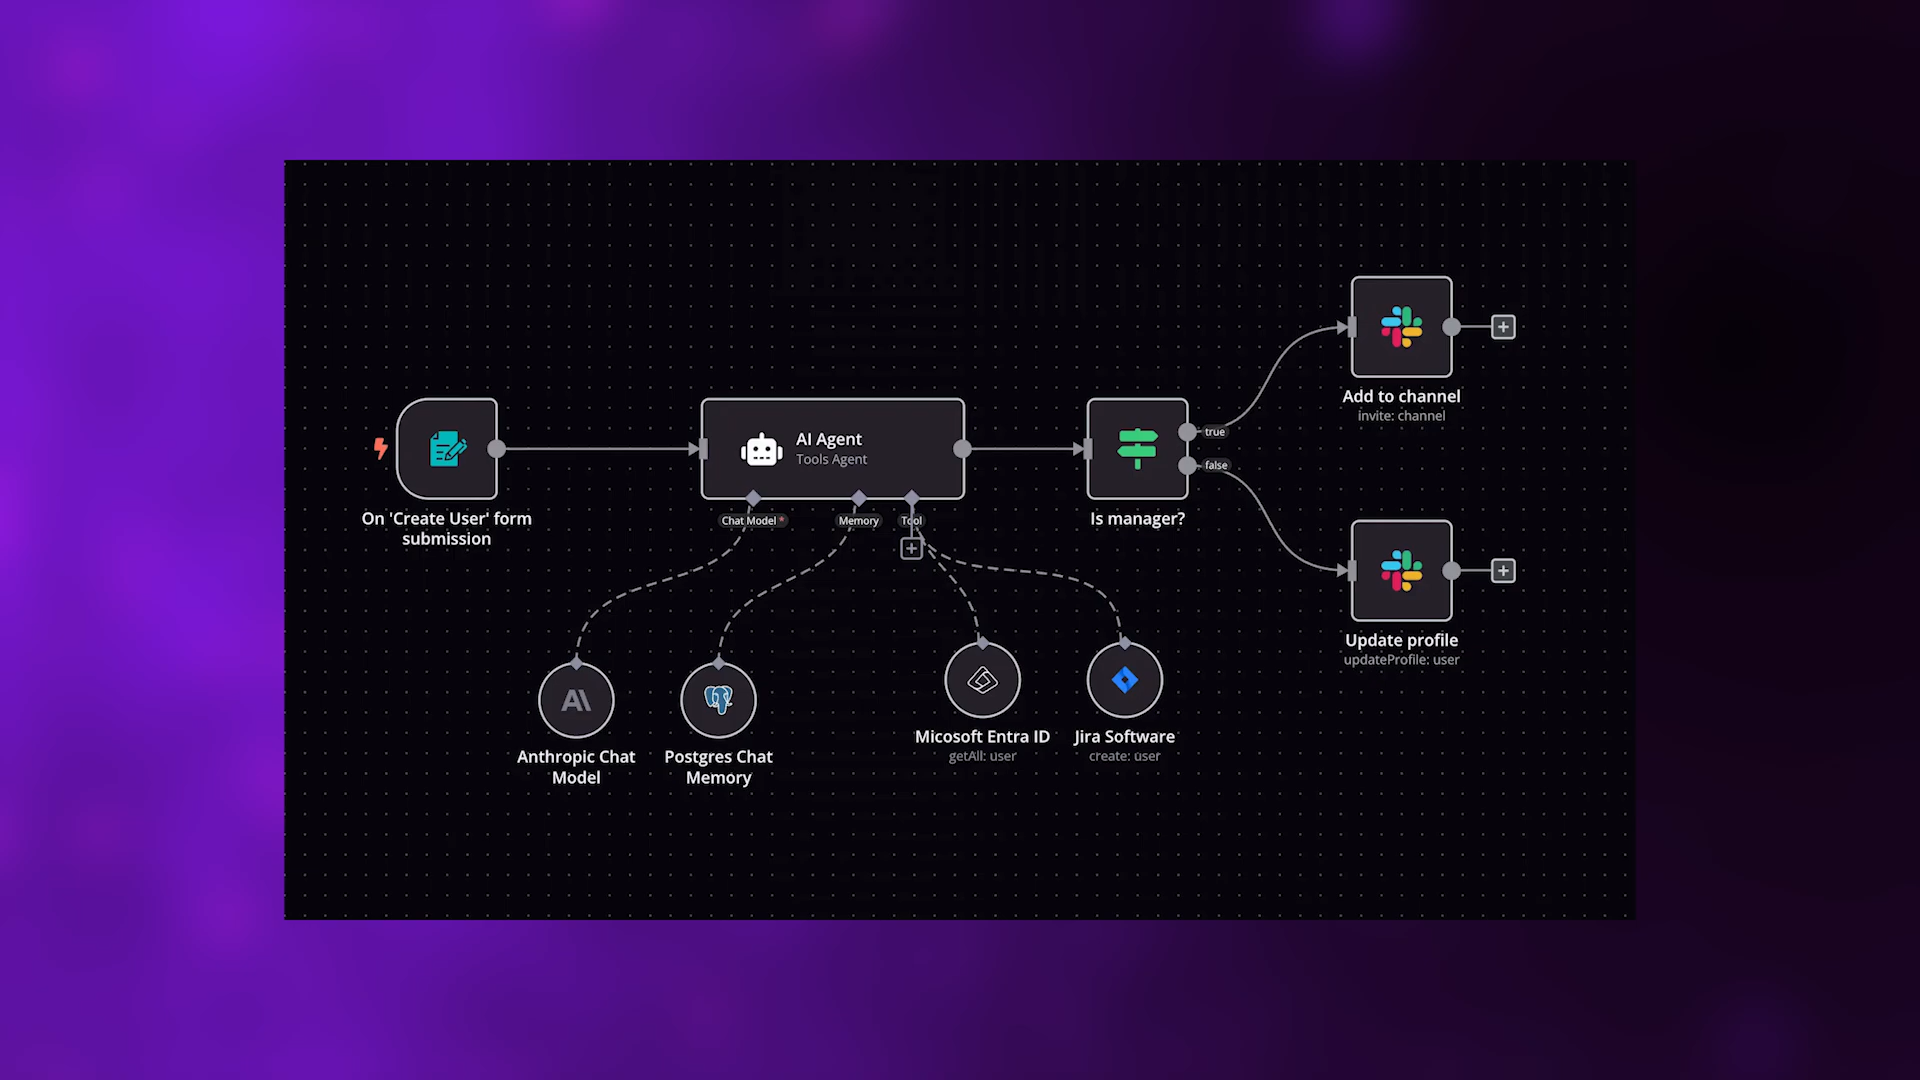 On 'Create User' form
submission
AI Agent
Tools Agent
Chat Model *
Memory
Tool
Is manager?
true
false
Add to channel
invite: channel
Update profile
updateProfile: user
Anthropic Chat
Model
Postgres Chat
Memory
Micosoft Entra ID
getAll: user
Jira Software
create: user